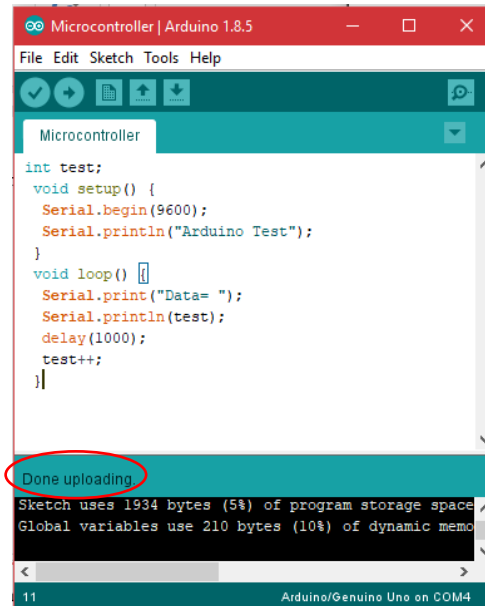 Microcontroller | Arduino 1.8.5
File Edit Sketch Tools Help
Microcontroller
int test;
void setup() {
Serial.begin(9600);
Serial.println("Arduino Test");
}
void loop() {
Serial.print("Data= ");
Serial.println(test);
delay(1000);
test++;
}
Done uploading.
Sketch uses 1934 bytes (5%) of program storage space
Global variables use 210 bytes (10%) of dynamic memo
11 Arduino/Genuino Uno on COM4